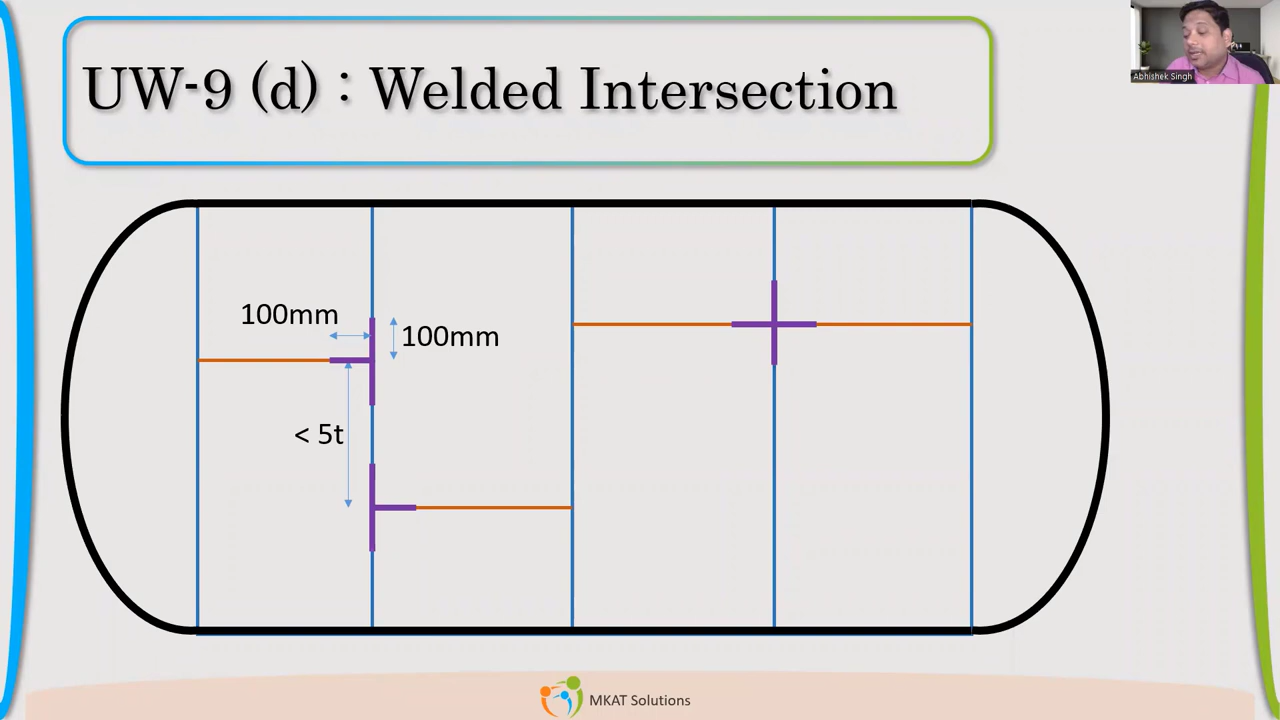 UW-9 (d) : Welded Intersection
Abhishek Singh
100mm
100mm
< 5t
MKAT Solutions